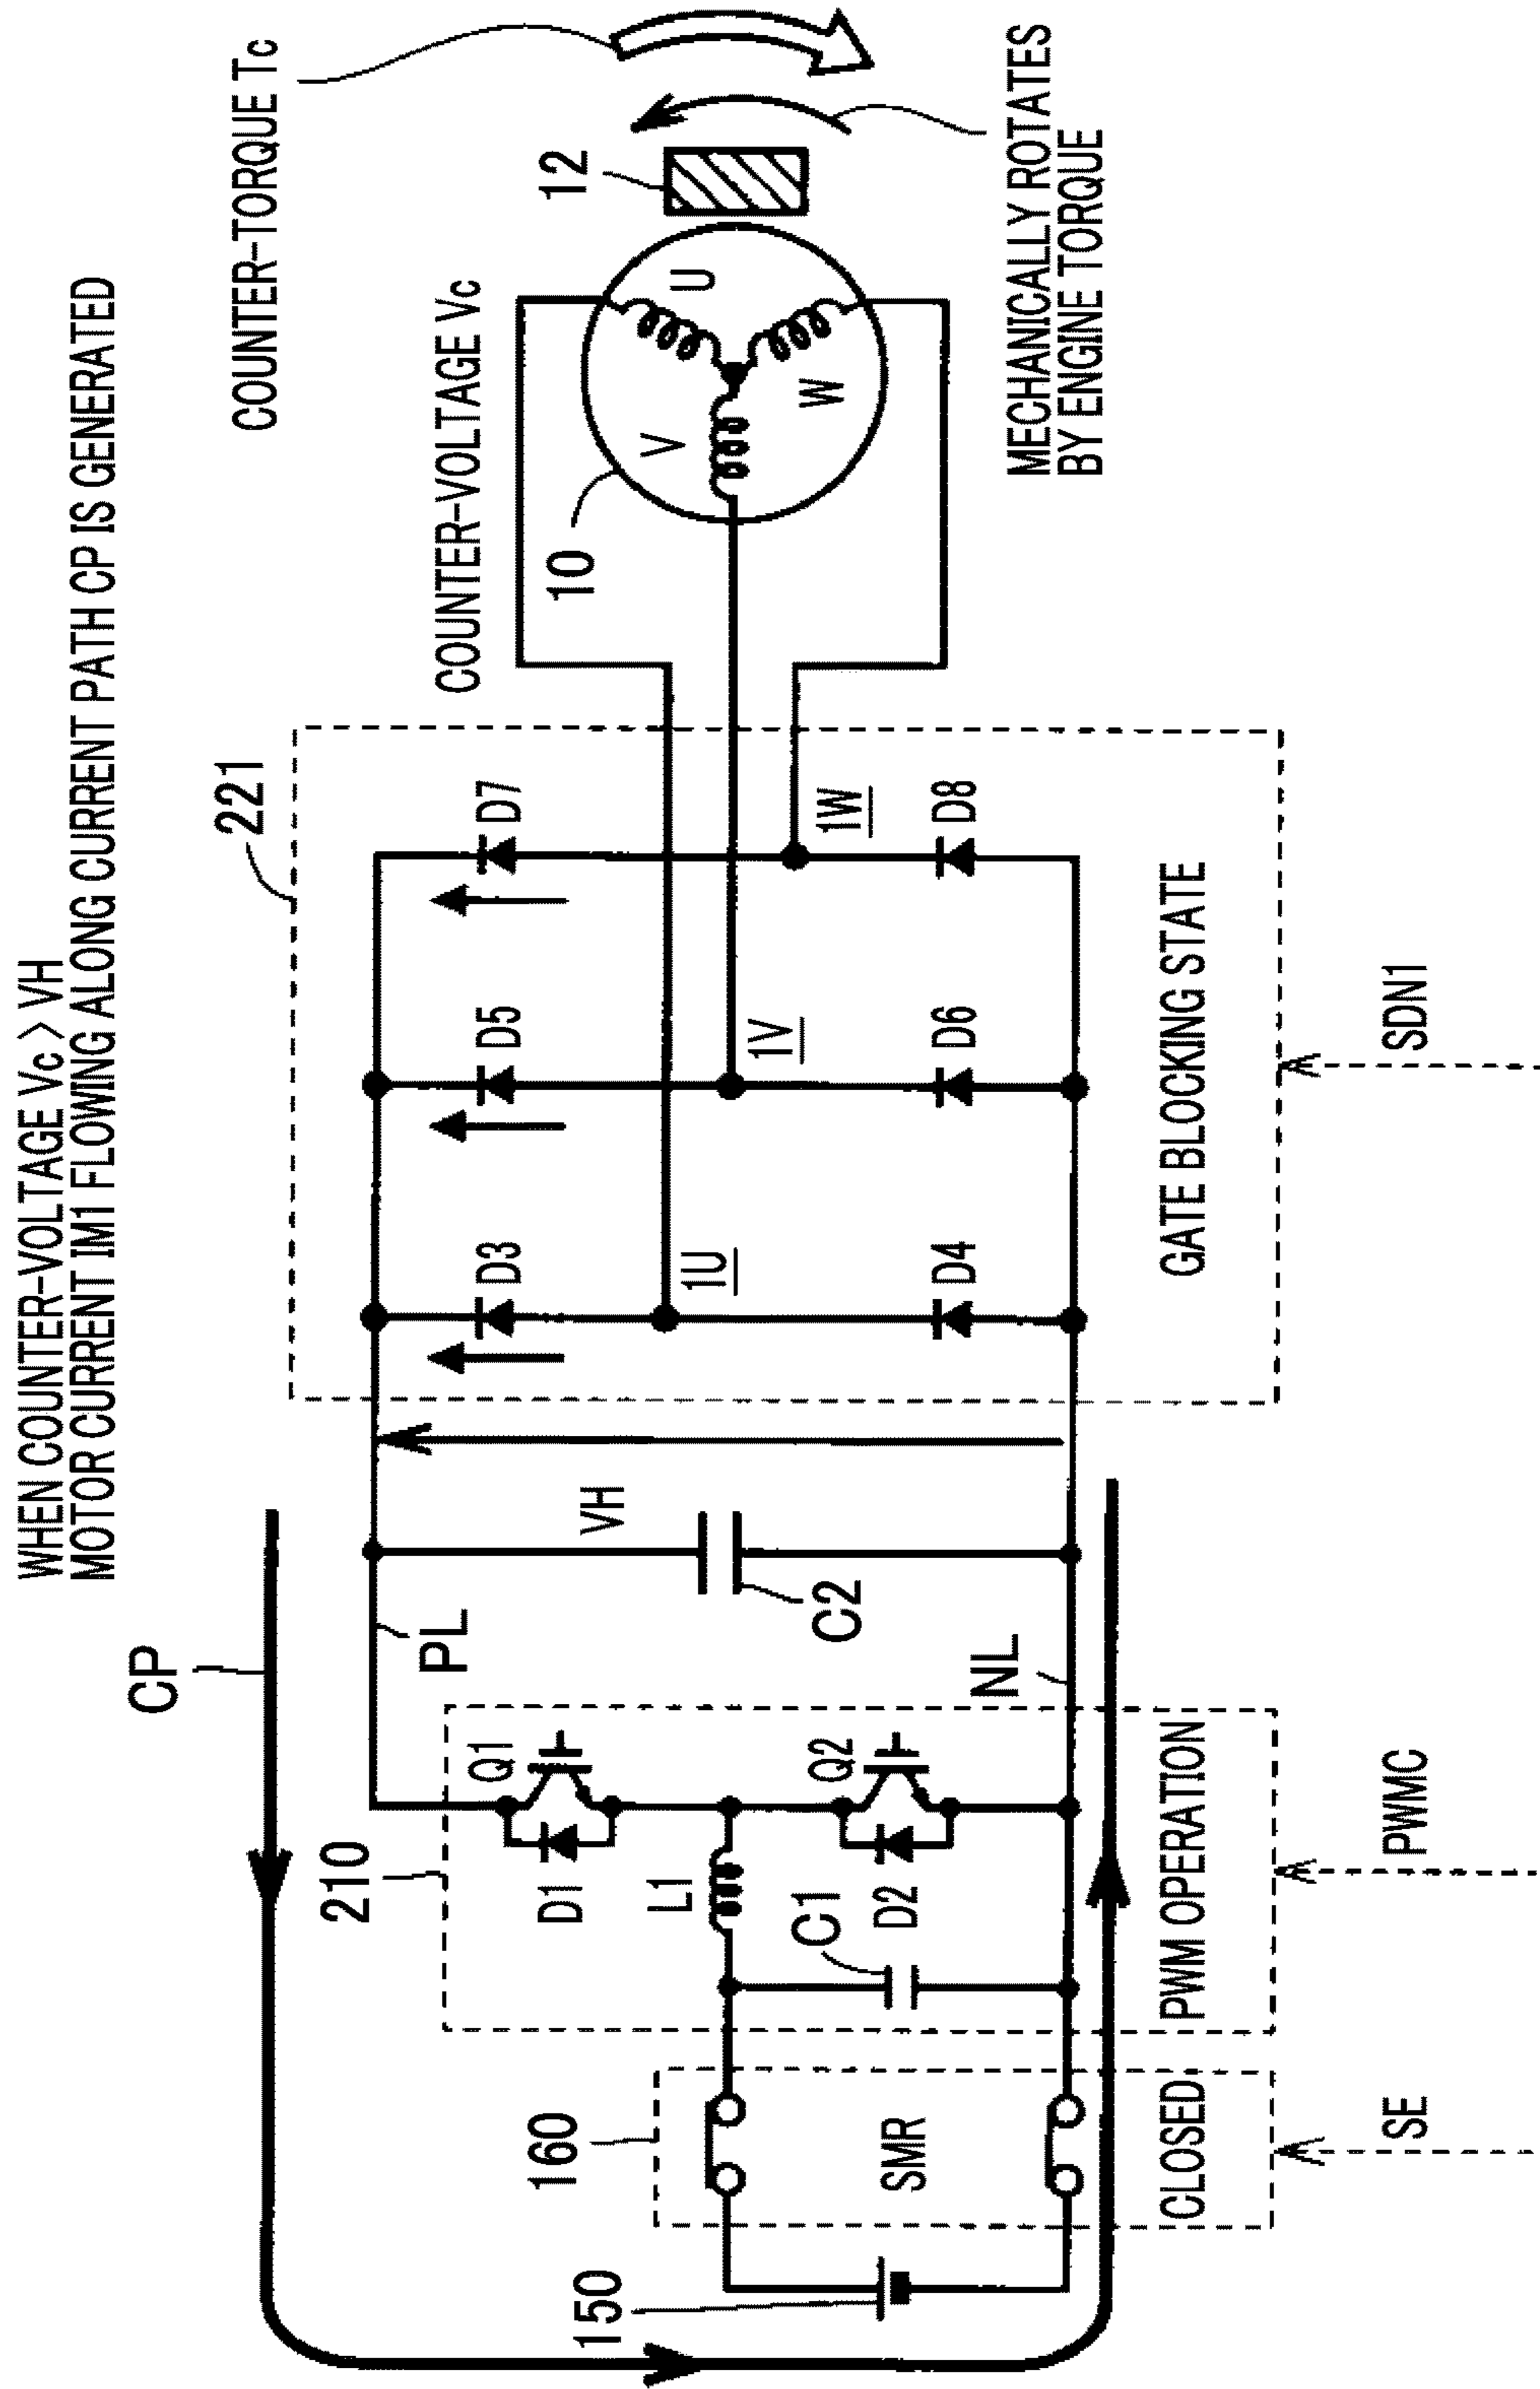 WHEN COUNTER-VOLTAGE Vc > VH
MOTOR CURRENT IM1 FLOWING ALONG CURRENT PATH CP IS GENERATED
CP
221
COUNTER-TORQUE Tc
COUNTER-VOLTAGE Vc
210
PL
VH
C2
NL
Q1
D1
L1
C1
Q2
D2
PWM OPERATION
160
SMR
CLOSED
150
D3
D5
D7
1U
1V
1W
D4
D6
D8
GATE BLOCKING STATE
10
12
U
V
W
MECHANICALLY ROTATES
BY ENGINE TORQUE
SE
PWMC
SDN1